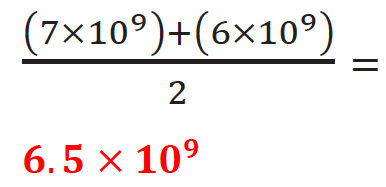 (7×10⁹)+(6×10⁹)
2
=
6.5 × 10⁹